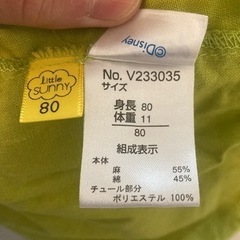 little
SUNNY
80
©Disney
No. V233035
サイズ
身長 80
体重 11
80
組成表示
本体
麻 55%
綿 45%
チュール部分
ポリエステル 100%